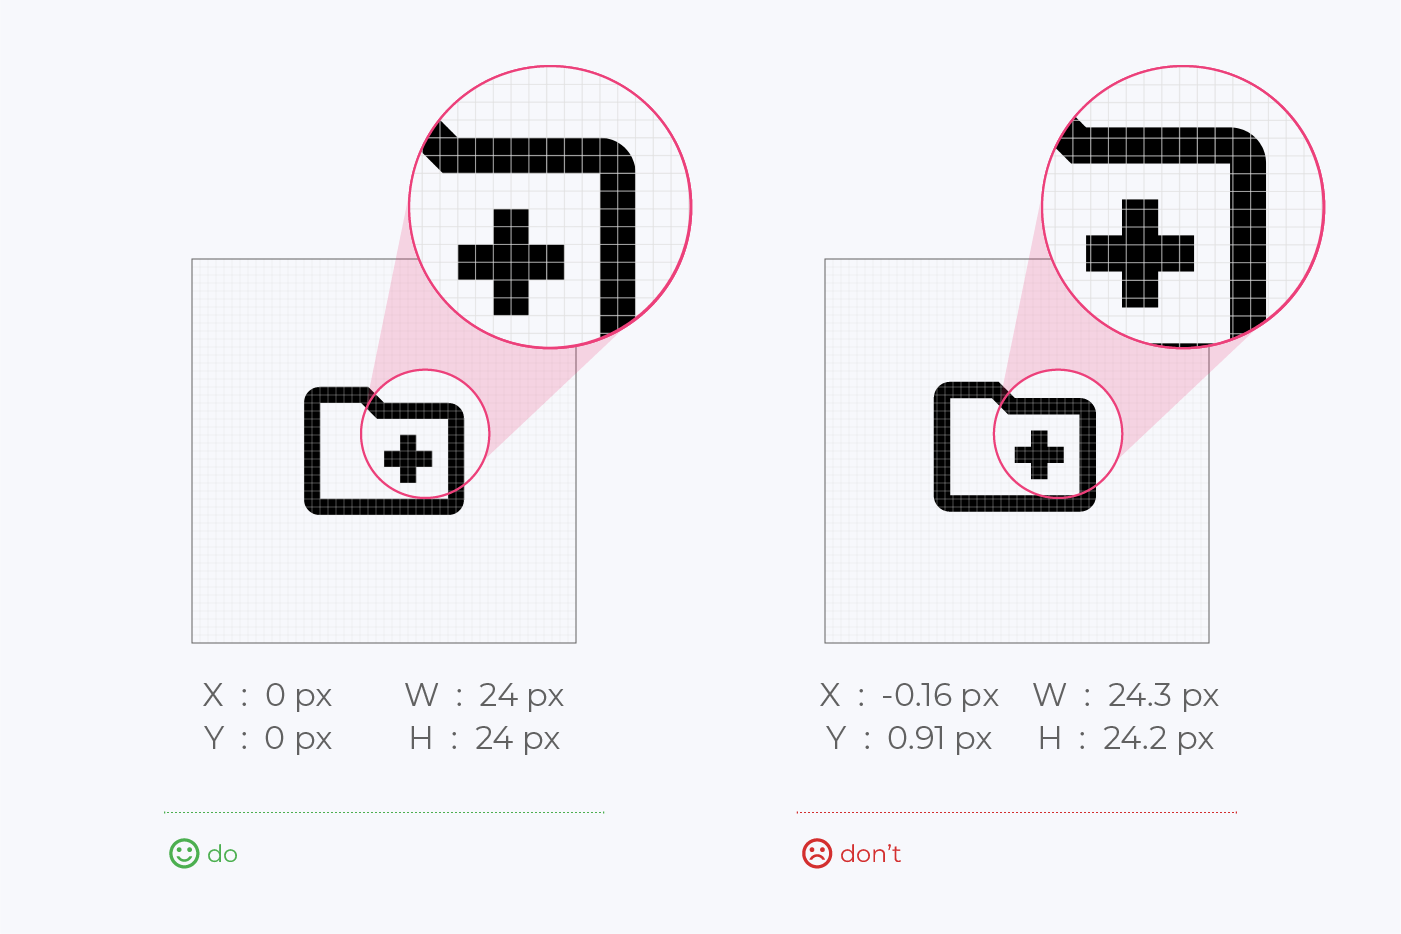 X : 0 px W : 24 px
Y : 0 px H : 24 px
do
X : -0.16 px W : 24.3 px
Y : 0.91 px H : 24.2 px
don't